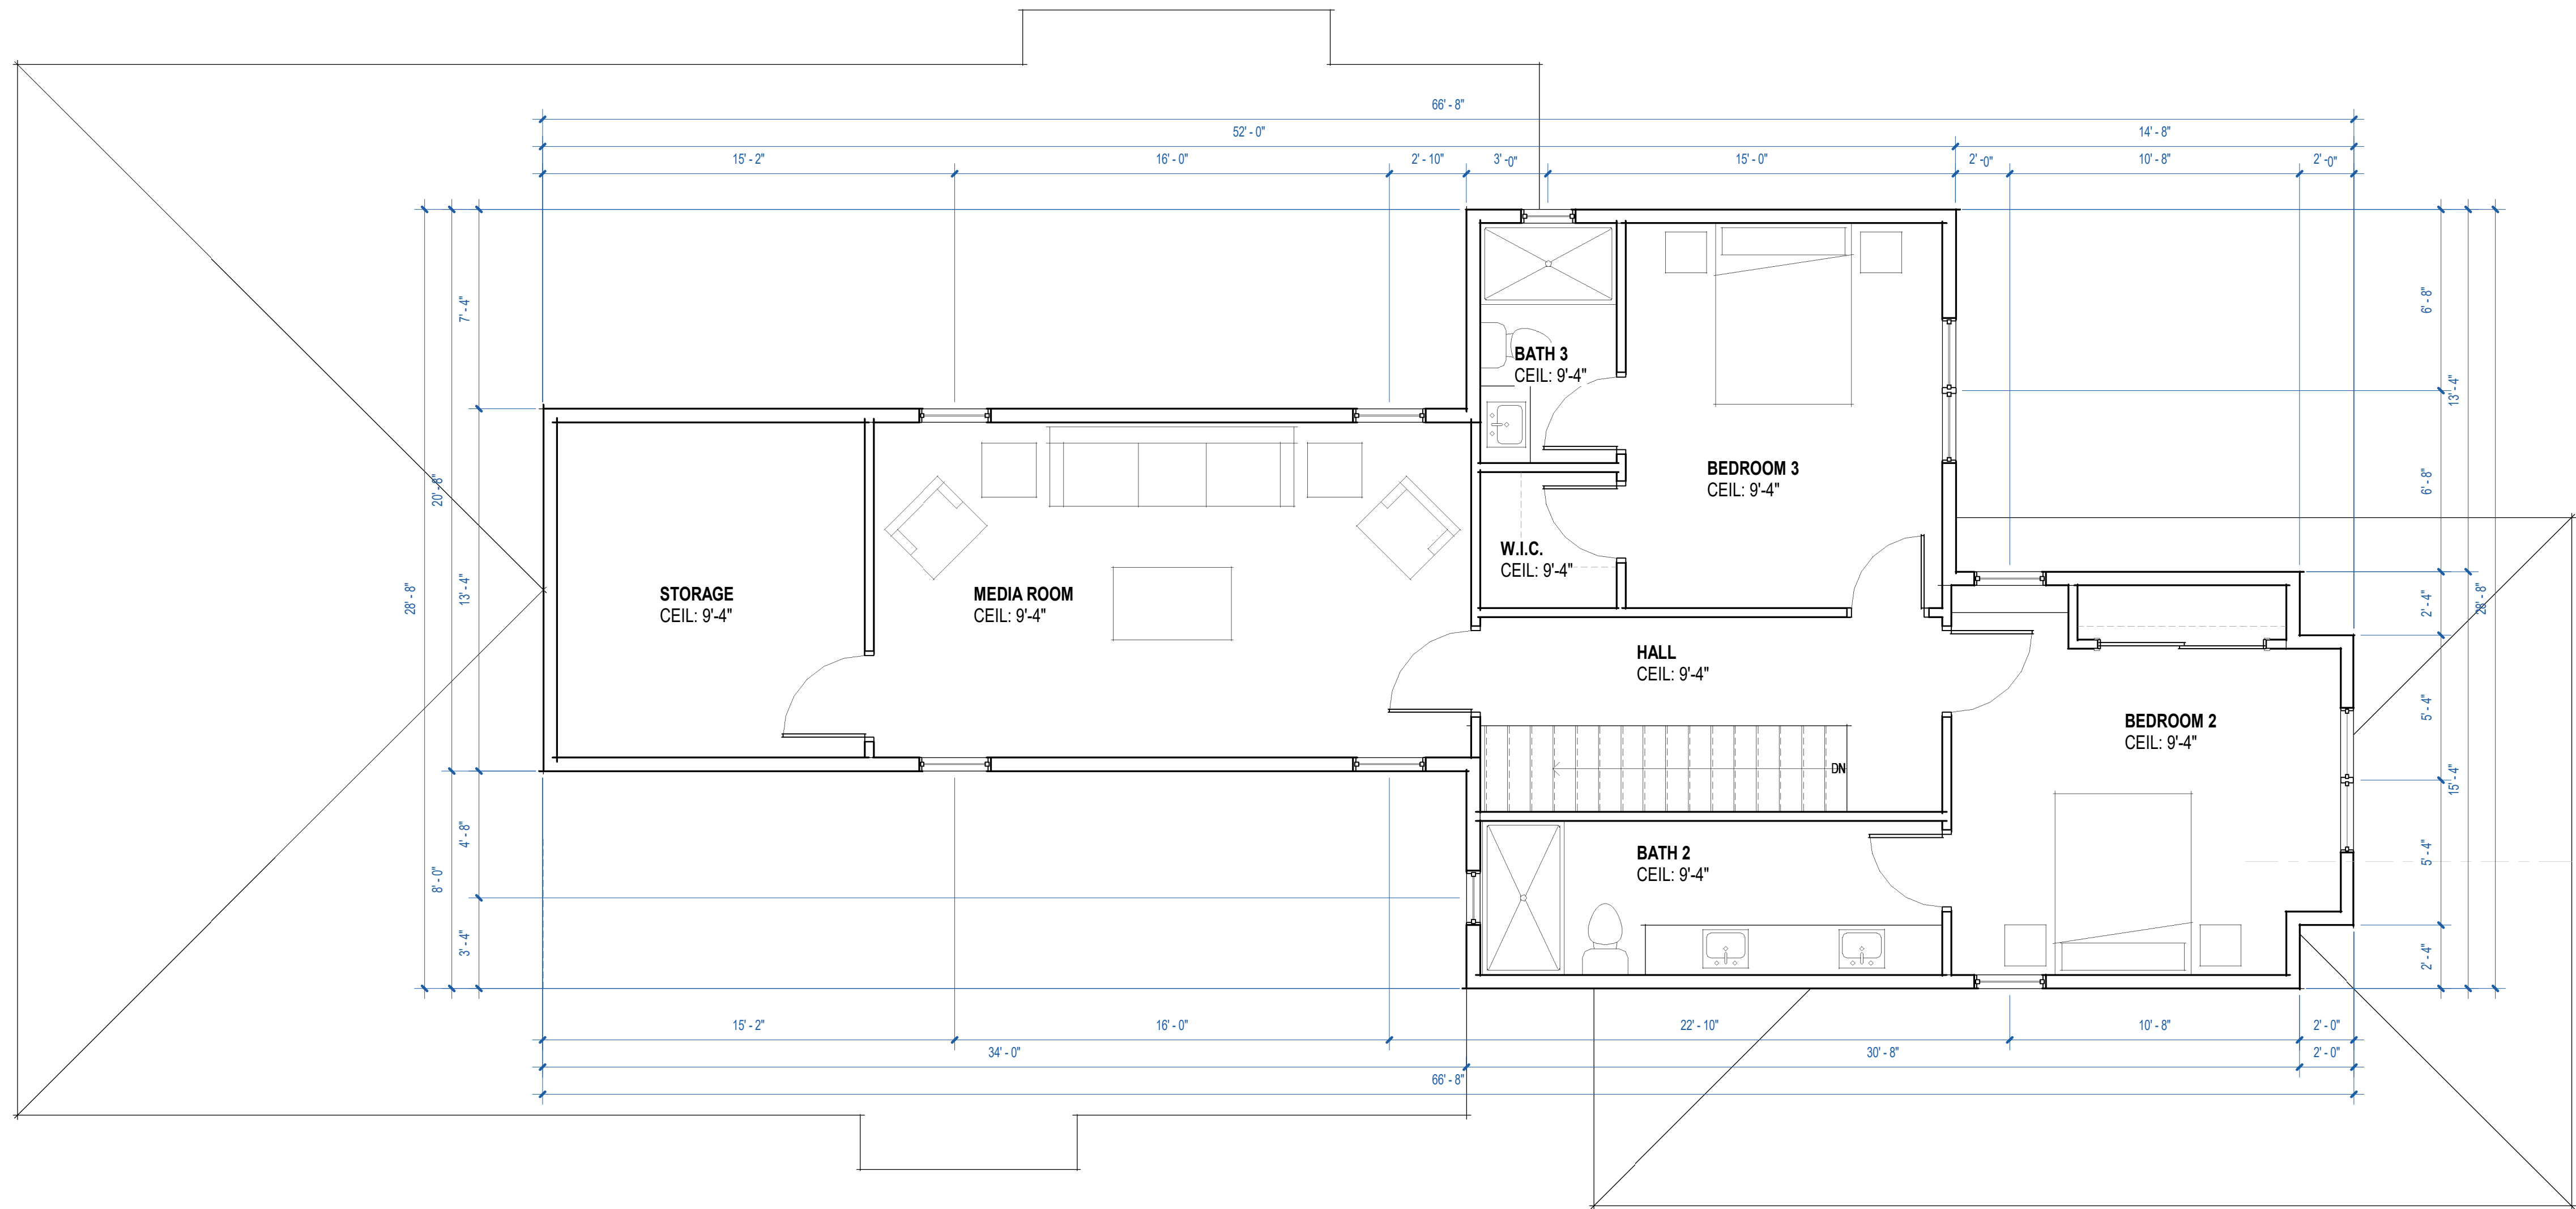 66' - 8"
52' - 0"
14' - 8"
15' - 2"
16' - 0"
2' - 10"
3' -0"
15' - 0"
2' -0"
10' - 8"
2' -0"
7' - 4"
20' - 8"
28' - 8"
13' - 4"
8' - 0"
4' - 8"
3' - 4"
BATH 3
CEIL: 9'-4"
BEDROOM 3
CEIL: 9'-4"
W.I.C.
CEIL: 9'-4"
STORAGE
CEIL: 9'-4"
MEDIA ROOM
CEIL: 9'-4"
HALL
CEIL: 9'-4"
BEDROOM 2
CEIL: 9'-4"
DN
BATH 2
CEIL: 9'-4"
6' - 8"
13' - 4"
6' - 8"
2' - 4"
28' - 8"
5' - 4"
15' - 4"
5' - 4"
2' - 4"
15' - 2"
16' - 0"
22' - 10"
10' - 8"
2' - 0"
34' - 0"
30' - 8"
2' - 0"
66' - 8"